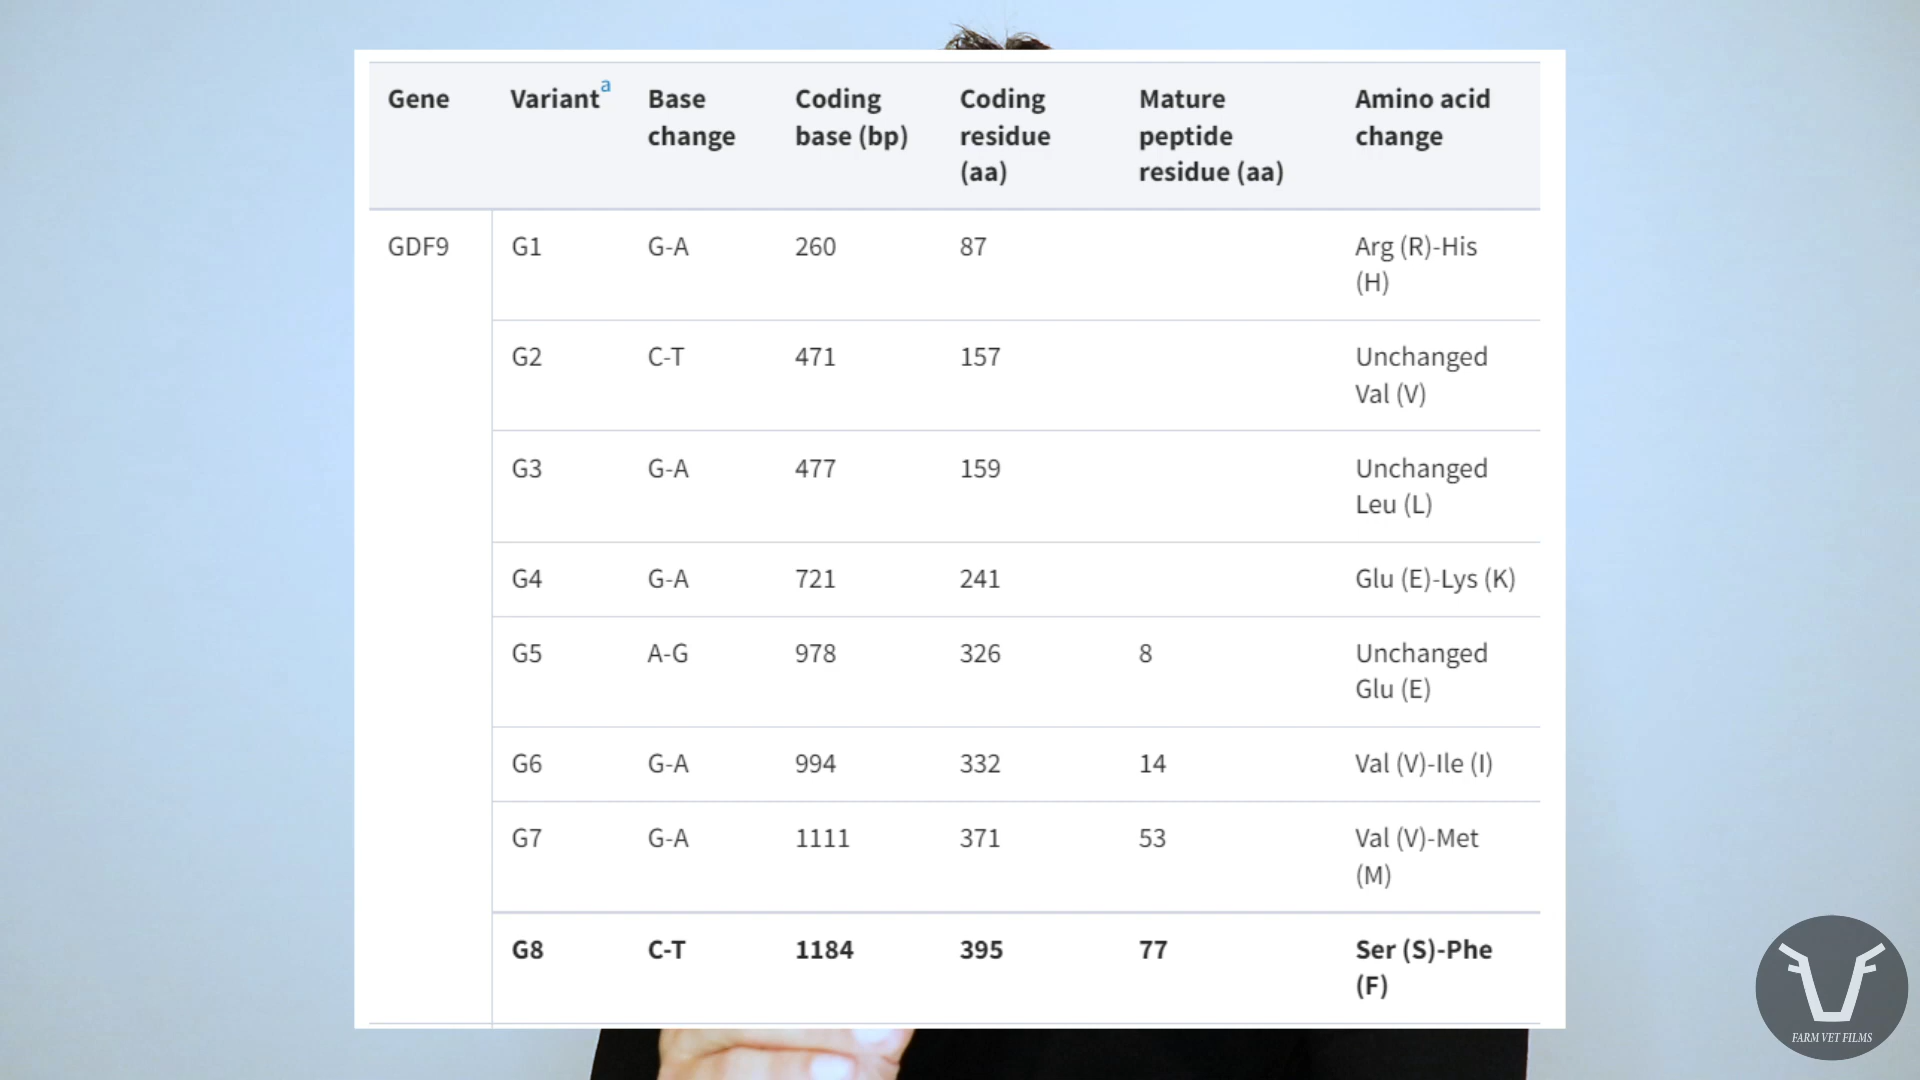 Gene Variant a Base change Coding base (bp) Coding residue (aa) Mature peptide residue (aa) Amino acid change
GDF9 G1 G-A 260 87 Arg (R)-His (H)
G2 C-T 471 157 Unchanged Val (V)
G3 G-A 477 159 Unchanged Leu (L)
G4 G-A 721 241 Glu (E)-Lys (K)
G5 A-G 978 326 8 Unchanged Glu (E)
G6 G-A 994 332 14 Val (V)-Ile (I)
G7 G-A 1111 371 53 Val (V)-Met (M)
G8 C-T 1184 395 77 Ser (S)-Phe (F)
FARM VET FILMS